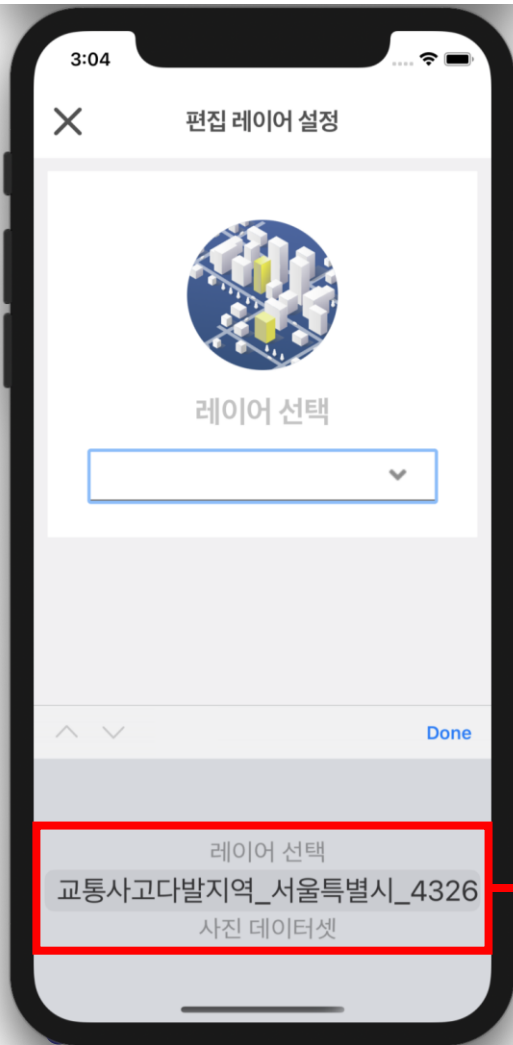 3:04
편집 레이어 설정
레이어 선택
Done
레이어 선택
교통사고다발지역_서울특별시_4326
사진 데이터셋